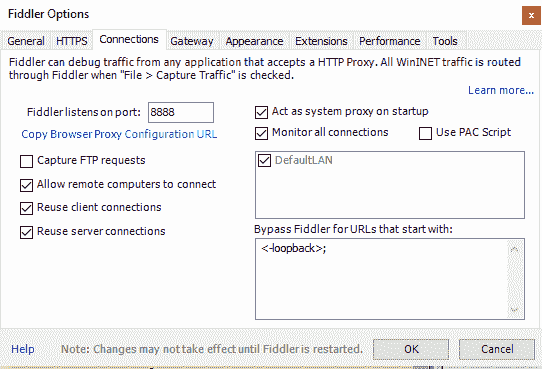 Fiddler Options
x
General HTTPS Connections Gateway Appearance Extensions Performance Tools
Fiddler can debug traffic from any application that accepts a HTTP Proxy. All WinINET traffic is routed
through Fiddler when "File > Capture Traffic" is checked.
Learn more...
Fiddler listens on port: 8888
Copy Browser Proxy Configuration URL
Capture FTP requests
Allow remote computers to connect
Reuse client connections
Reuse server connections
Act as system proxy on startup
Monitor all connections Use PAC Script
DefaultLAN
Bypass Fiddler for URLs that start with:
<-loopback>;
Help Note: Changes may not take effect until Fiddler is restarted. OK Cancel